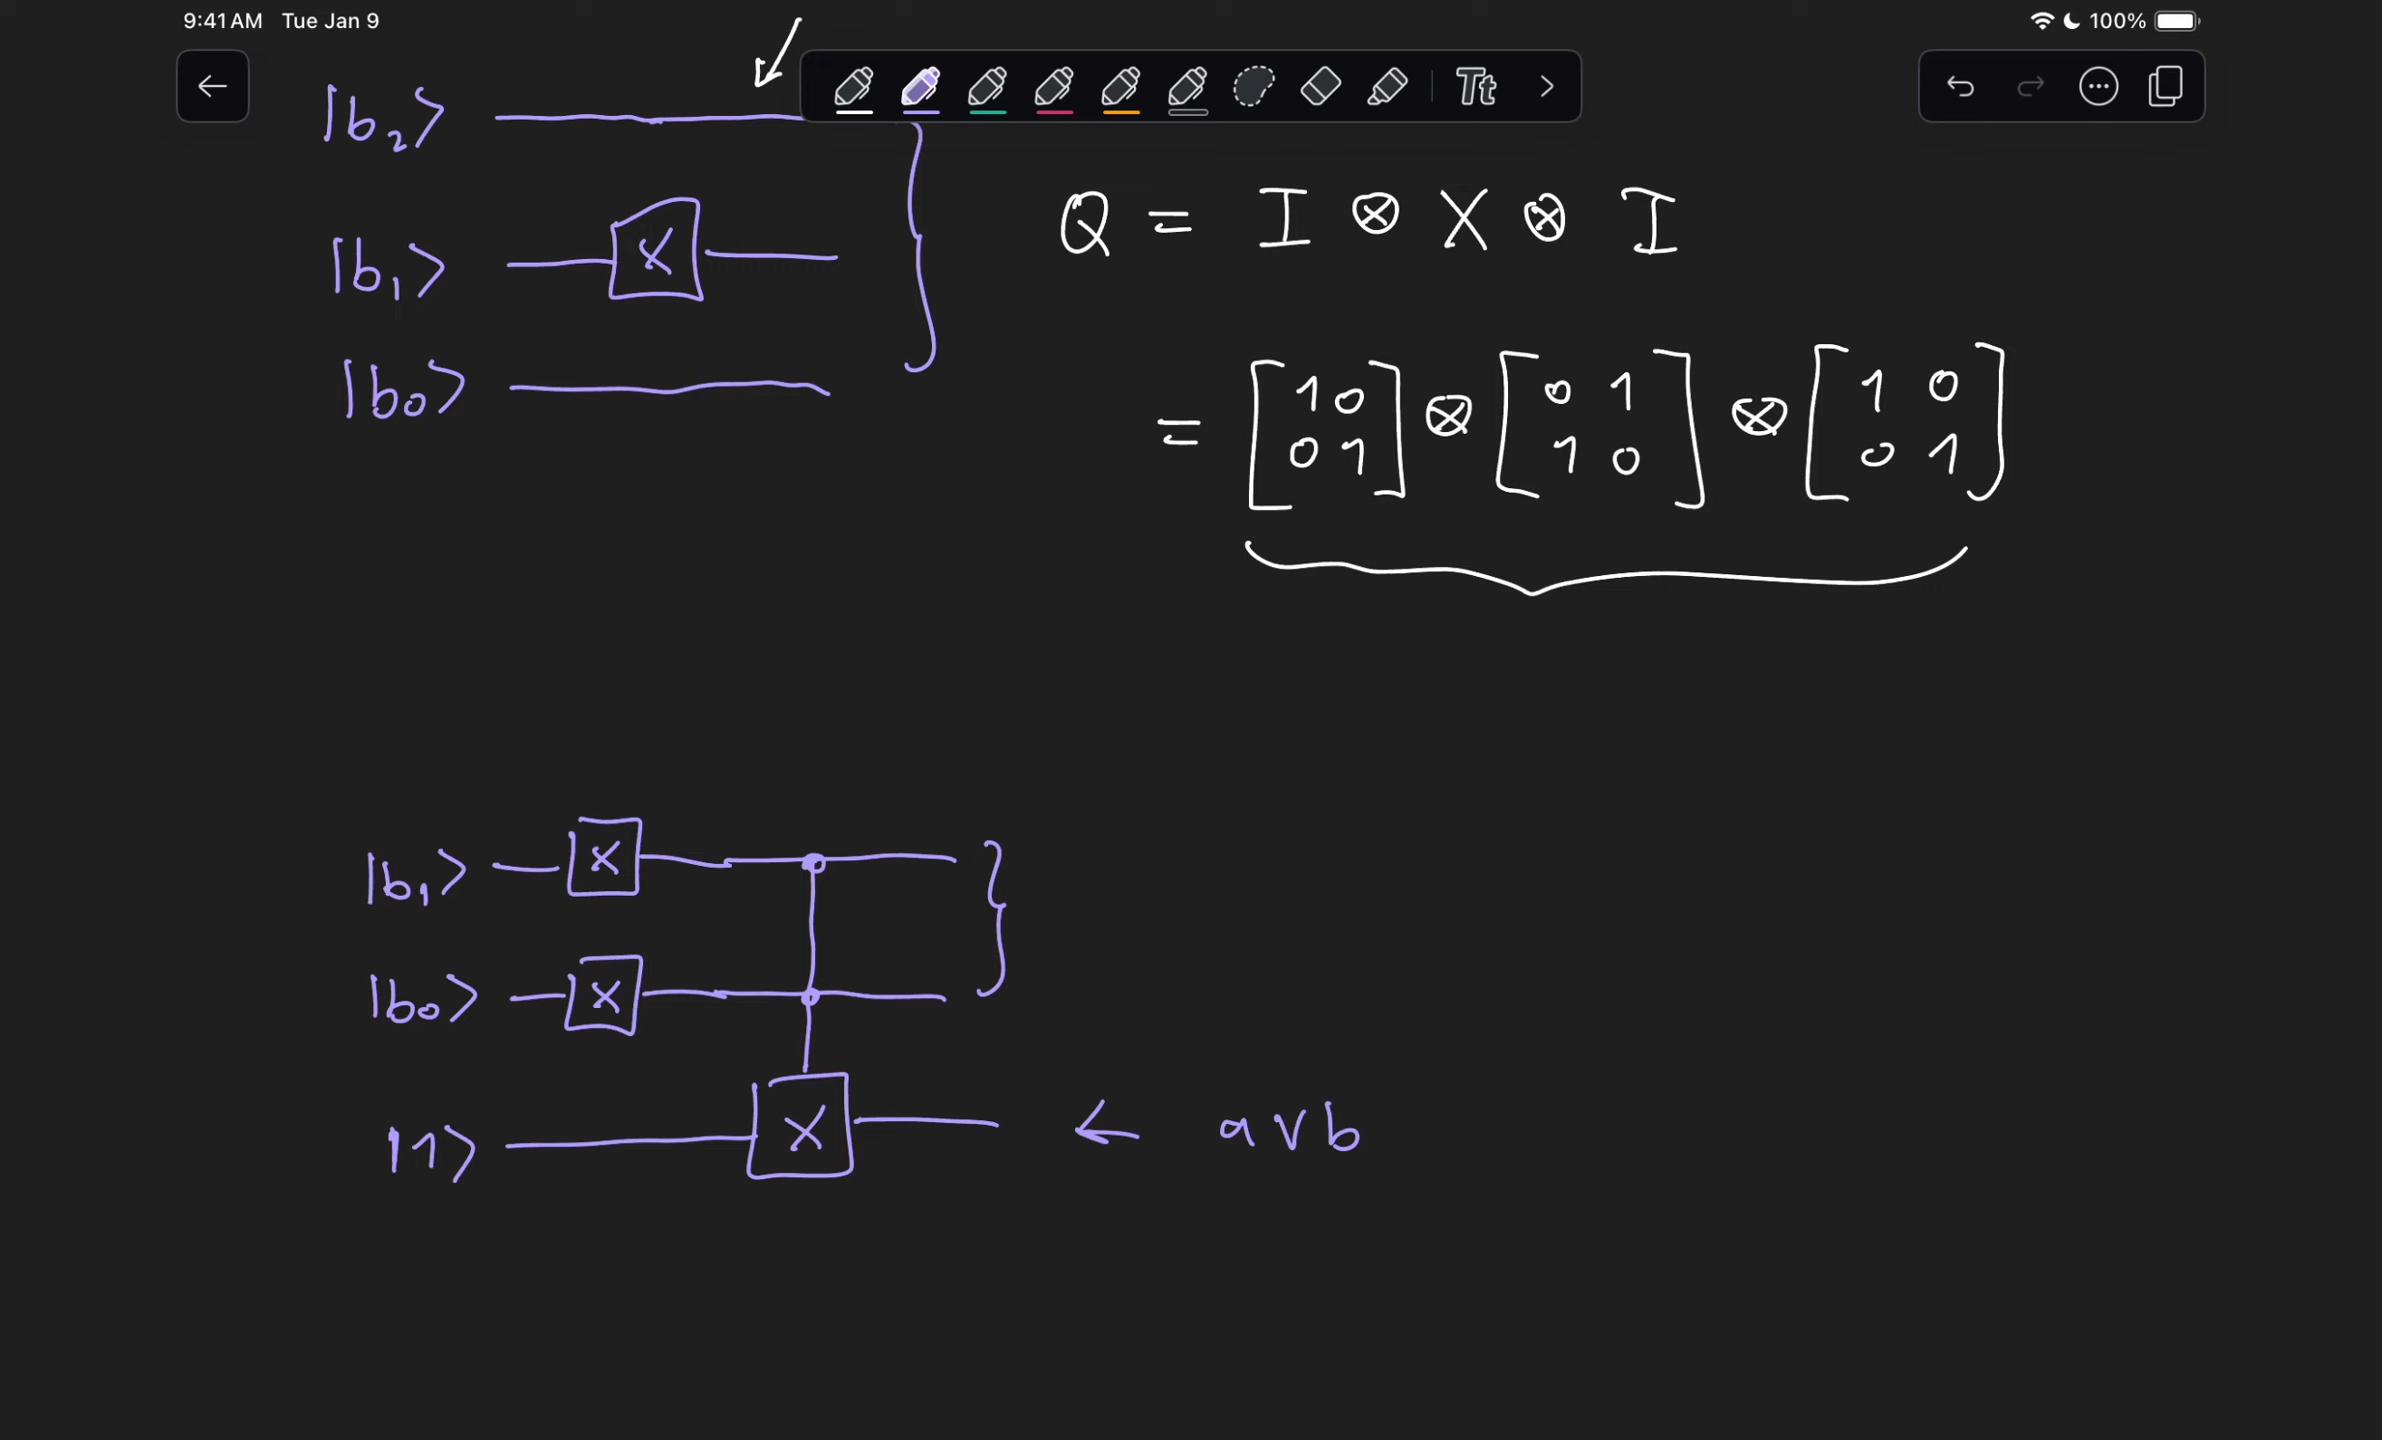 9:41 AM Tue Jan 9
100%
Tt
|b₂⟩
|b₁⟩ X
|b₀⟩
Q = I ⊗ X ⊗ I
= [1 0 ⊗ [0 1 ⊗ [1 0
0 1] 1 0] 0 1]
|b₁⟩ X
|b₀⟩ X
|1⟩ X ← a ∨ b